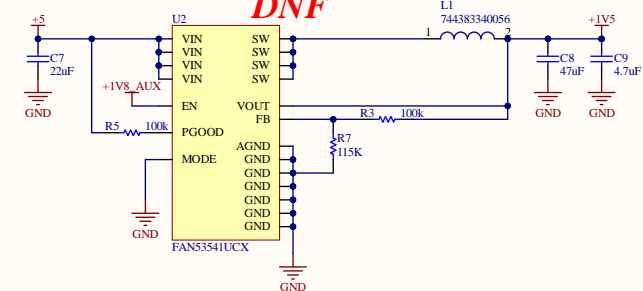 DNF
+5
U2
L1
744383340056
+1V5
VIN SW
1 2
VIN SW
VIN SW
VIN SW
C7
22uF
C8
47uF
C9
4.7uF
+1V8_AUX
GND
EN VOUT
GND
GND
FB
R3 100k
R5 100k
PGOOD
R7
115K
AGND
MODE GND
GND
GND
GND
GND
GND
GND
FAN53541UCX
GND